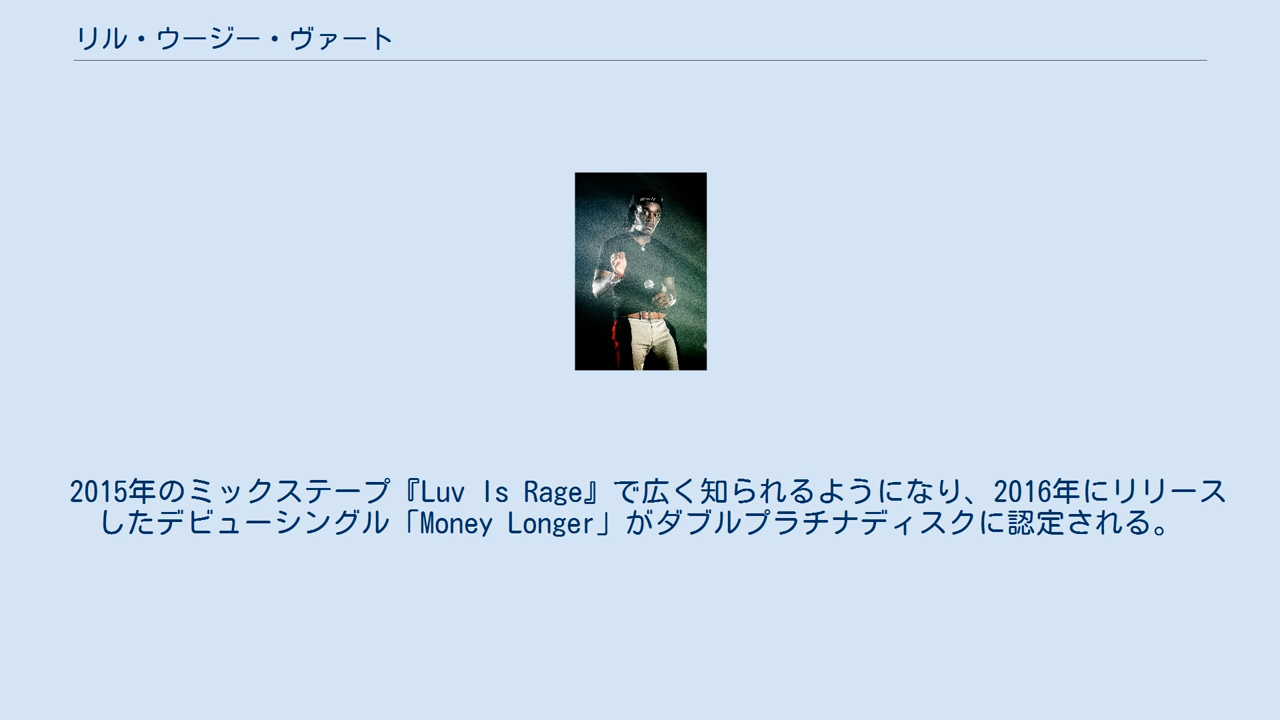 リル・ウージー・ヴァート
2015年のミックステープ『Luv Is Rage』で広く知られるようになり、2016年にリリース
したデビューシングル「Money Longer」がダブルプラチナディスクに認定される。